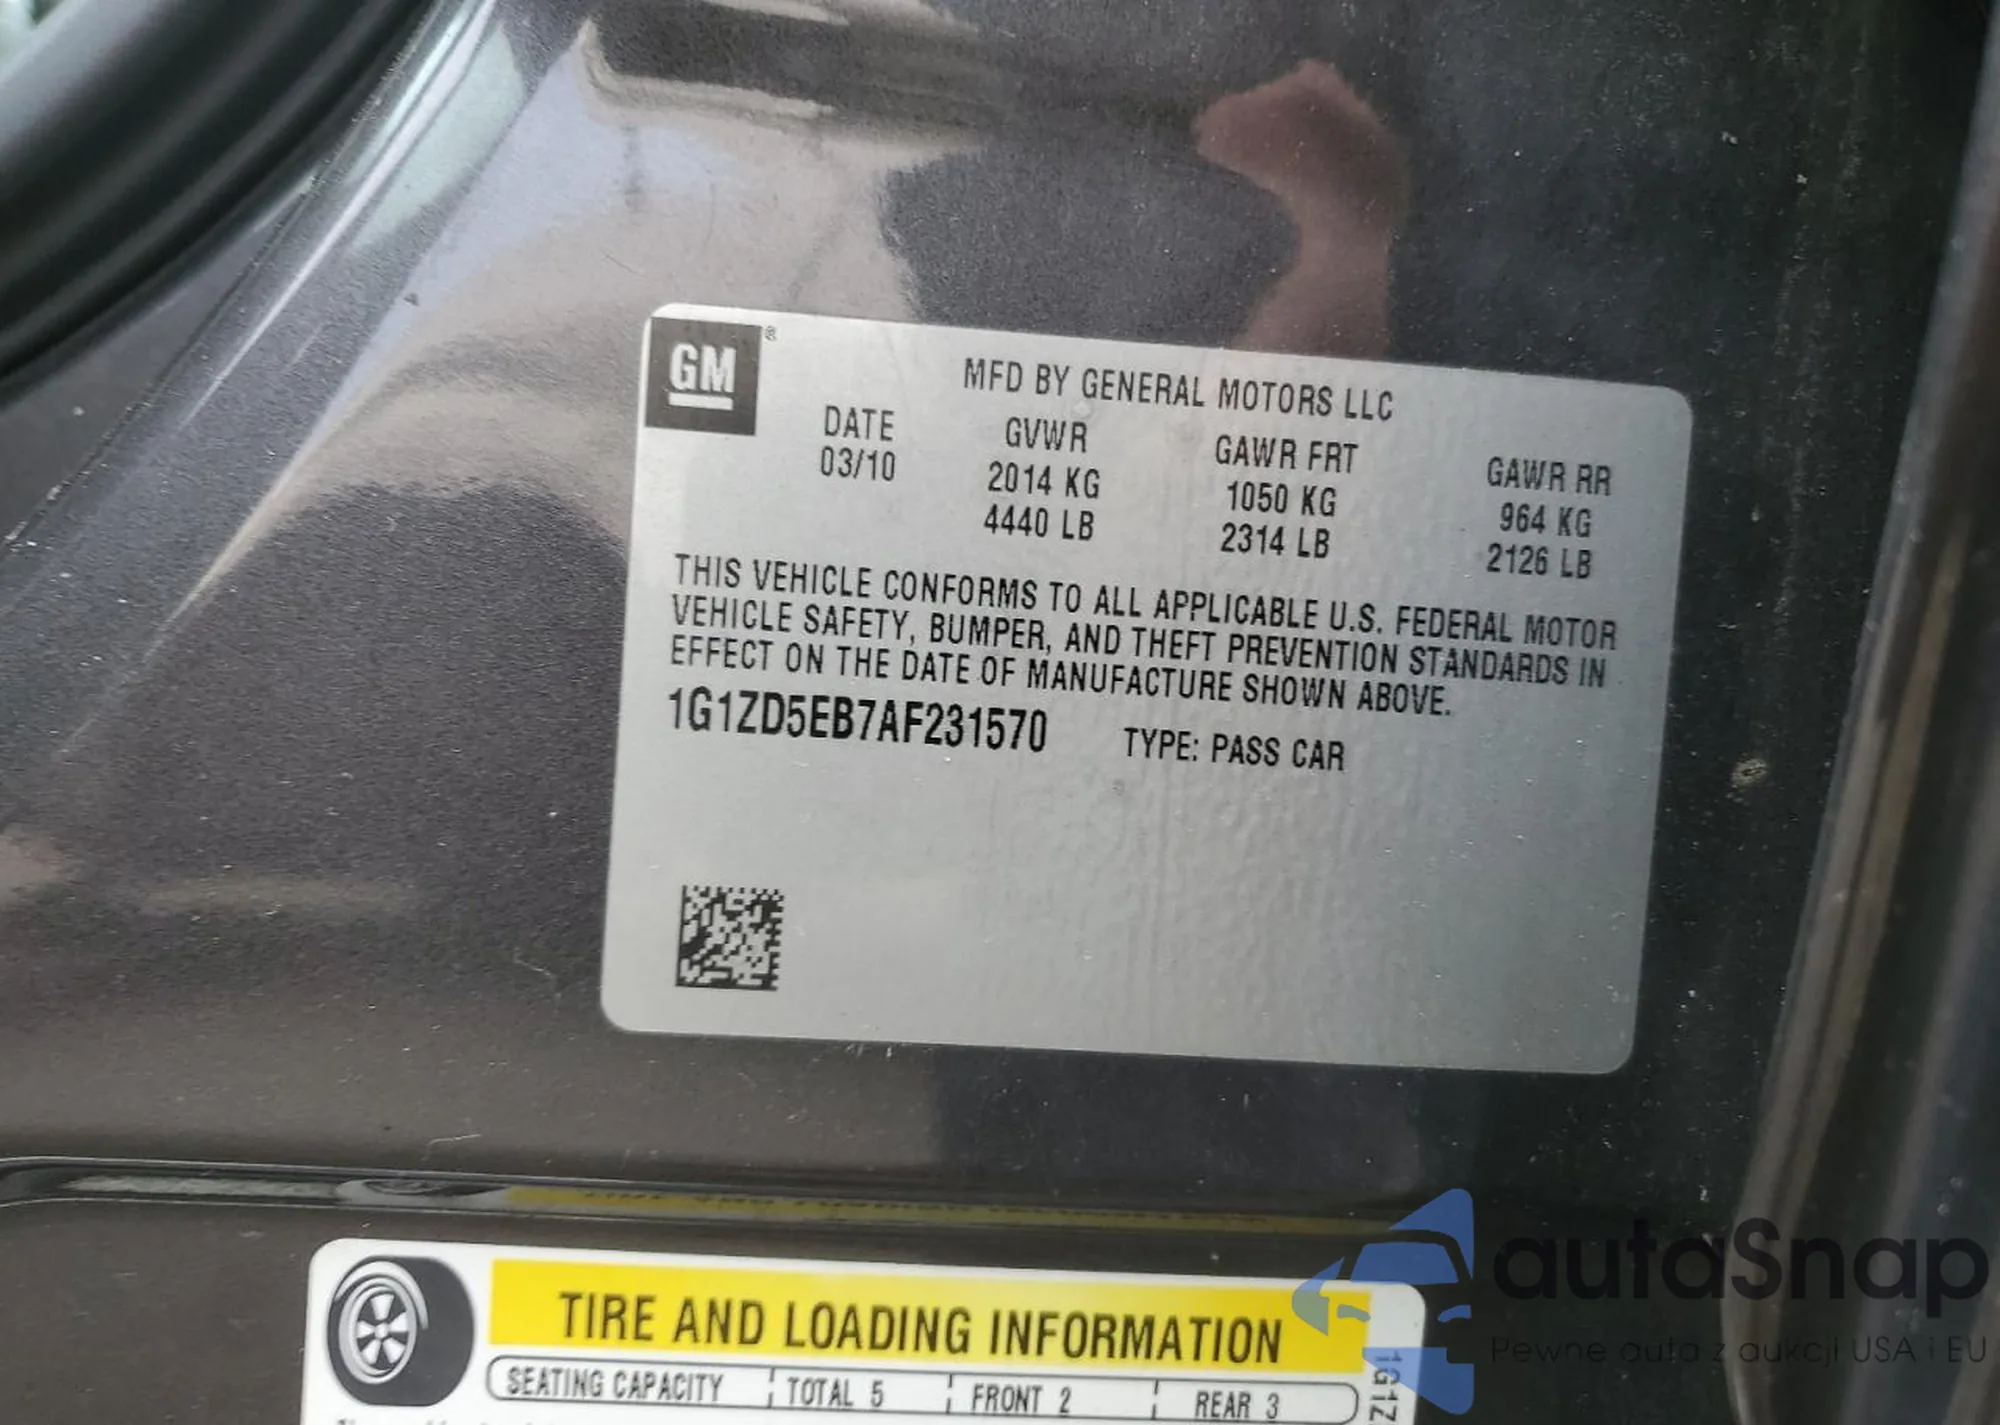 GM ®
MFD BY GENERAL MOTORS LLC
DATE GVWR GAWR FRT GAWR RR
03/10 2014 KG 1050 KG 964 KG
4440 LB 2314 LB 2126 LB
THIS VEHICLE CONFORMS TO ALL APPLICABLE U.S. FEDERAL MOTOR
VEHICLE SAFETY, BUMPER, AND THEFT PREVENTION STANDARDS IN
EFFECT ON THE DATE OF MANUFACTURE SHOWN ABOVE.
1G1ZD5EB7AF231570 TYPE: PASS CAR
TIRE AND LOADING INFORMATION
SEATING CAPACITY TOTAL 5 FRONT 2 REAR 3
1G1Z
autaSnap
Pewne auta z aukcji USA i EU